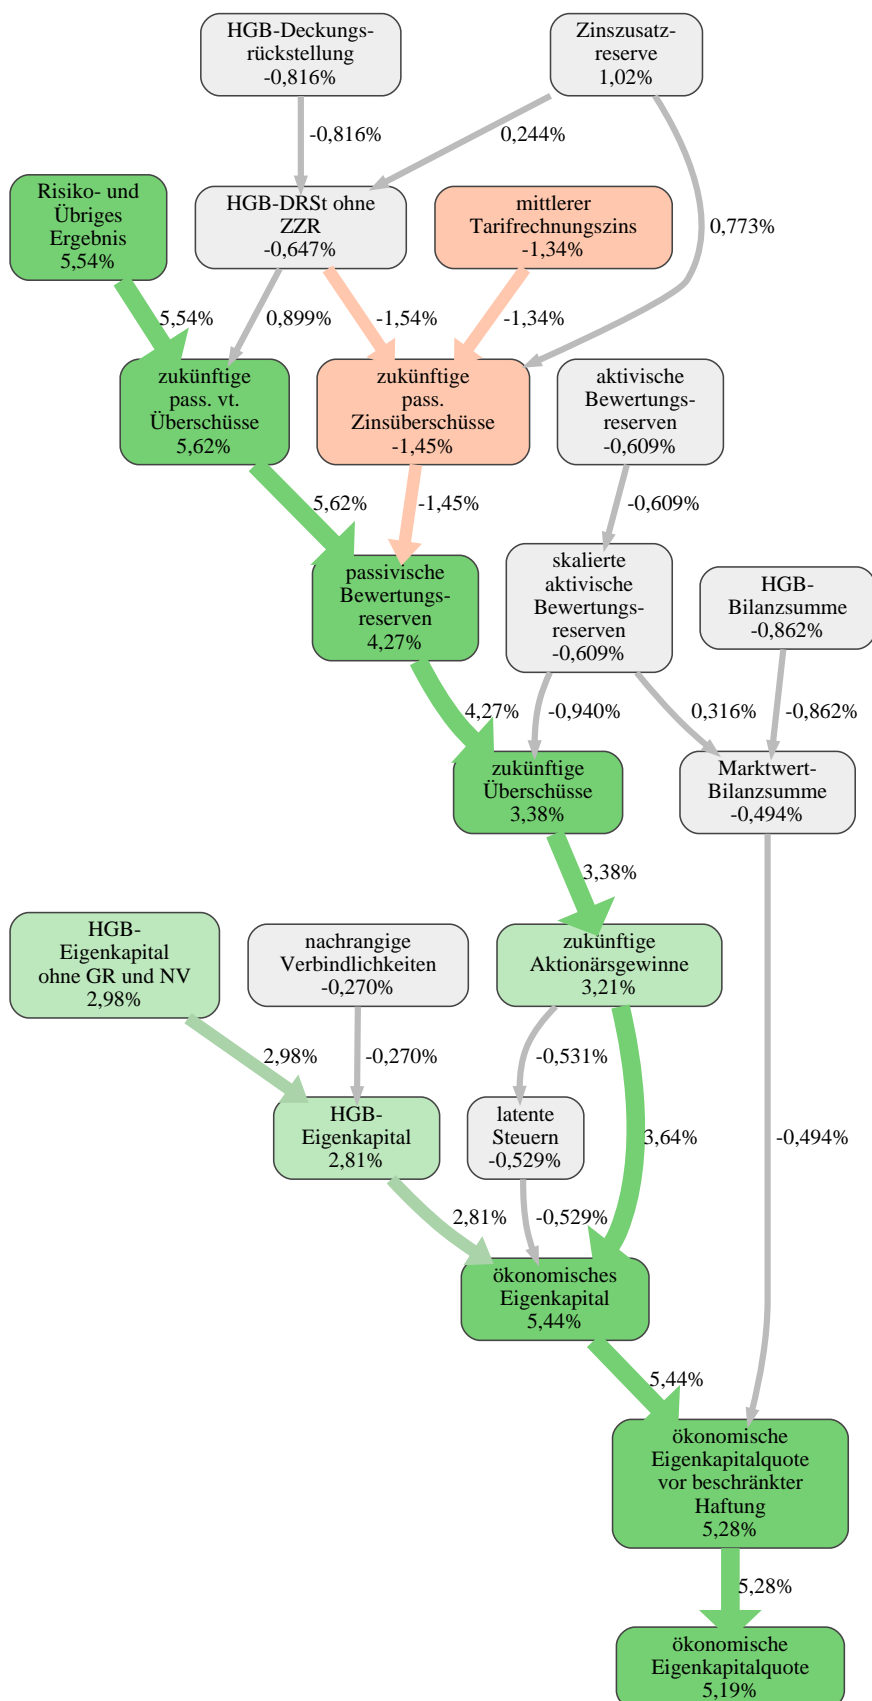 HGB-Deckungs-
rückstellung
-0,816%
Zinszusatz-
reserve
1,02%
-0,816%
0,244%
Risiko- und
Übriges
Ergebnis
5,54%
HGB-DRSt ohne
ZZR
-0,647%
mittlerer
Tarifrechnungszins
-1,34%
0,773%
5,54%
0,899%
-1,54%
-1,34%
zukünftige
pass. vt.
Überschüsse
5,62%
zukünftige
pass.
Zinsüberschüsse
-1,45%
aktivische
Bewertungs-
reserven
-0,609%
5,62%
-1,45%
-0,609%
passivische
Bewertungs-
reserven
4,27%
skalierte
aktivische
Bewertungs-
reserven
-0,609%
HGB-
Bilanzsumme
-0,862%
4,27%
-0,940%
0,316%
-0,862%
zukünftige
Überschüsse
3,38%
Marktwert-
Bilanzsumme
-0,494%
3,38%
HGB-
Eigenkapital
ohne GR und NV
2,98%
nachrangige
Verbindlichkeiten
-0,270%
zukünftige
Aktionärsgewinne
3,21%
2,98%
-0,270%
-0,531%
HGB-
Eigenkapital
2,81%
latente
Steuern
-0,529%
3,64%
-0,494%
2,81%
-0,529%
ökonomisches
Eigenkapital
5,44%
5,44%
ökonomische
Eigenkapitalquote
vor beschränkter
Haftung
5,28%
5,28%
ökonomische
Eigenkapitalquote
5,19%